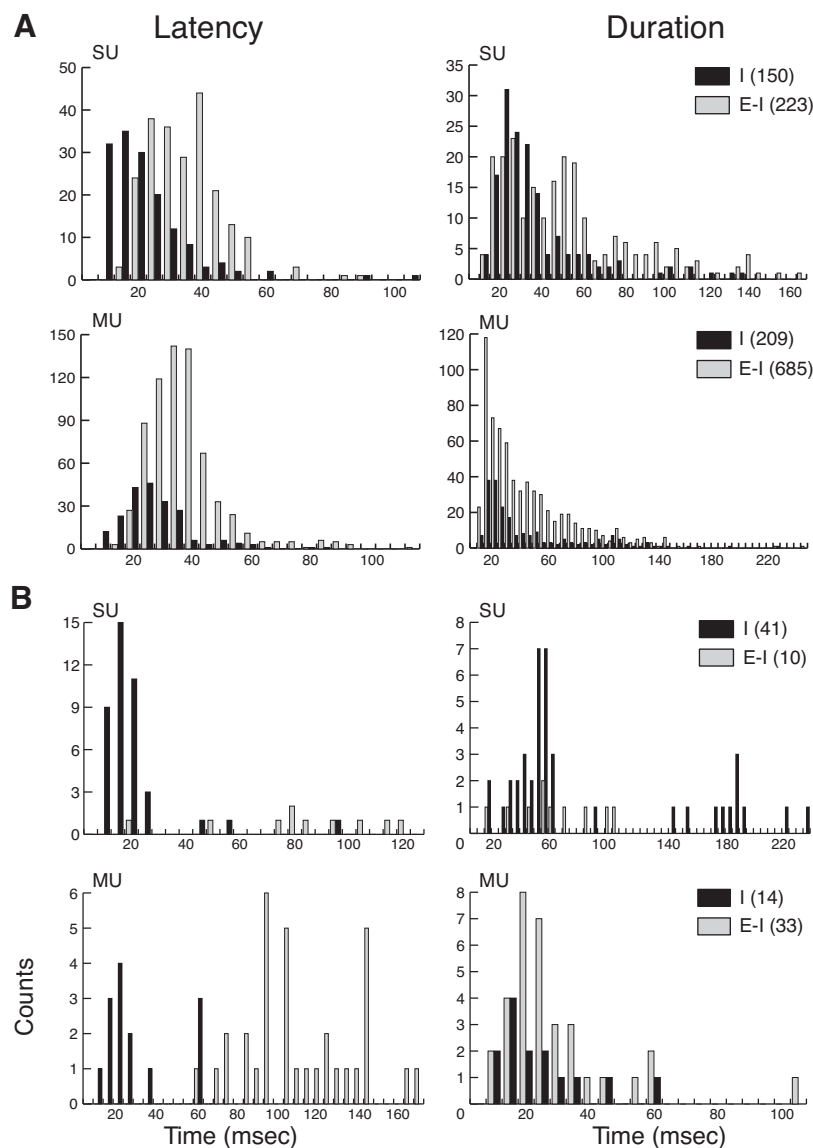 A Latency Duration
SU
50
40
30
20
10
0
20 40 60 80 100
SU
35
30
25
20
15
10
5
0
20 40 60 80 100 120 140 160
I (150)
E-I (223)
MU
150
120
90
60
30
0
20 40 60 80 100
MU
120
100
80
60
40
20
0
20 60 100 140 180 220
I (209)
E-I (685)
B
SU
15
12
9
6
3
0
20 40 60 80 100 120
SU
8
7
6
5
4
3
2
1
0
20 60 100 140 180 220
I (41)
E-I (10)
MU
6
5
4
3
2
1
0
20 40 60 80 100 120 140 160
Counts
Time (msec)
MU
8
7
6
5
4
3
2
1
0
20 40 60 80 100
I (14)
E-I (33)
Time (msec)